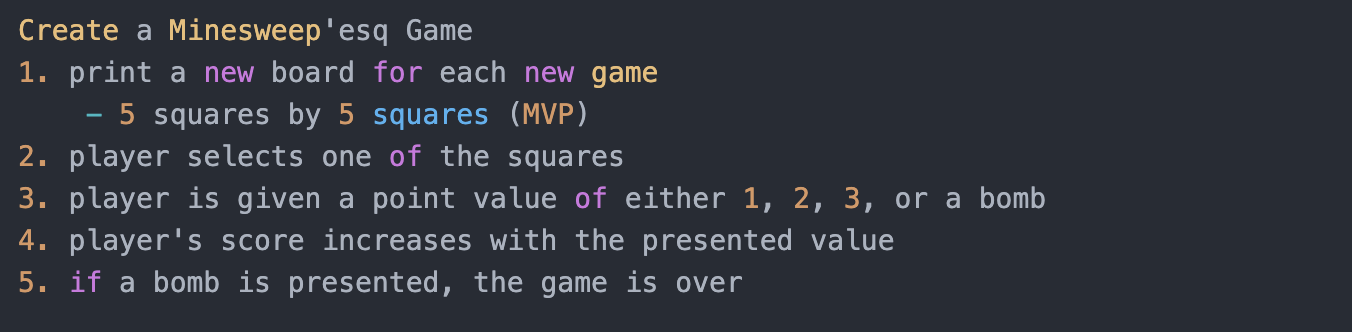 Create a Minesweep'esq Game
1. print a new board for each new game
– 5 squares by 5 squares (MVP)
2. player selects one of the squares
3. player is given a point value of either 1, 2, 3, or a bomb
4. player's score increases with the presented value
5. if a bomb is presented, the game is over